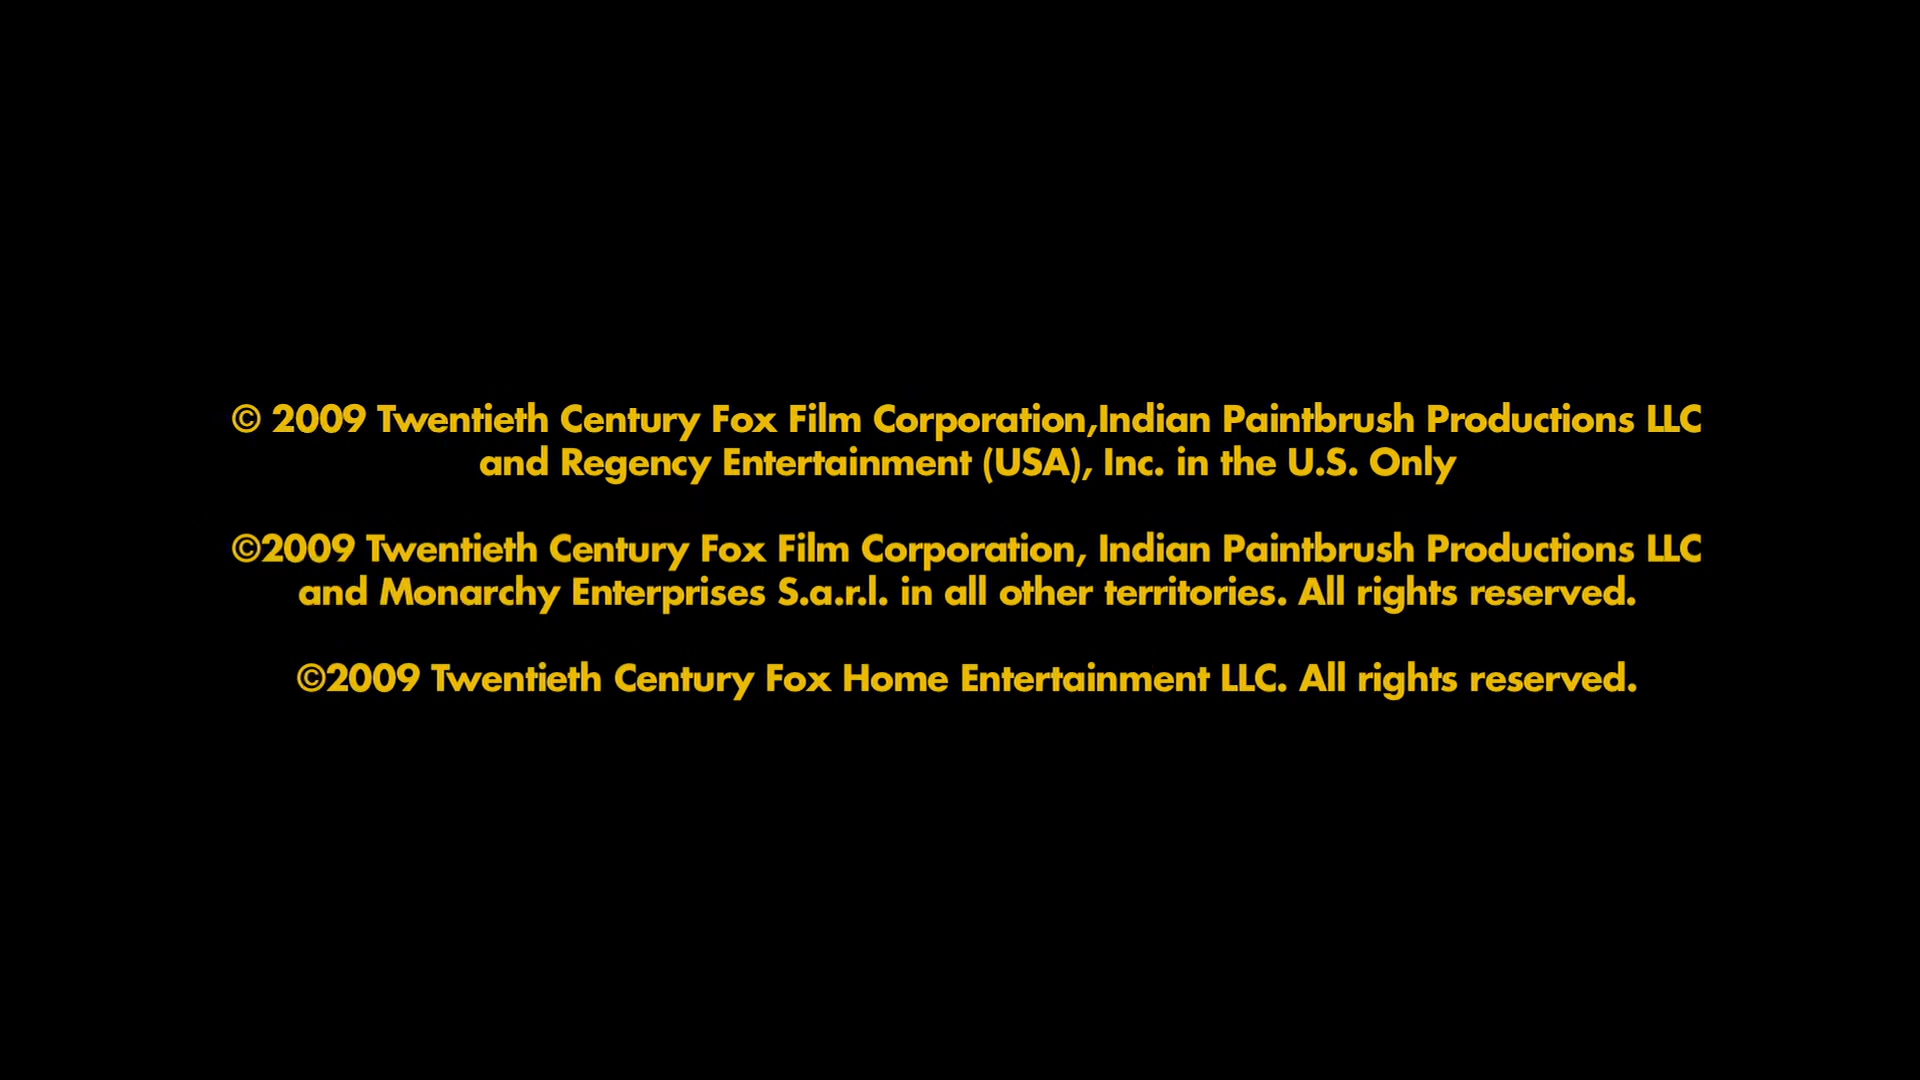 © 2009 Twentieth Century Fox Film Corporation,Indian Paintbrush Productions LLC
and Regency Entertainment (USA), Inc. in the U.S. Only
©2009 Twentieth Century Fox Film Corporation, Indian Paintbrush Productions LLC
and Monarchy Enterprises S.a.r.l. in all other territories. All rights reserved.
©2009 Twentieth Century Fox Home Entertainment LLC. All rights reserved.